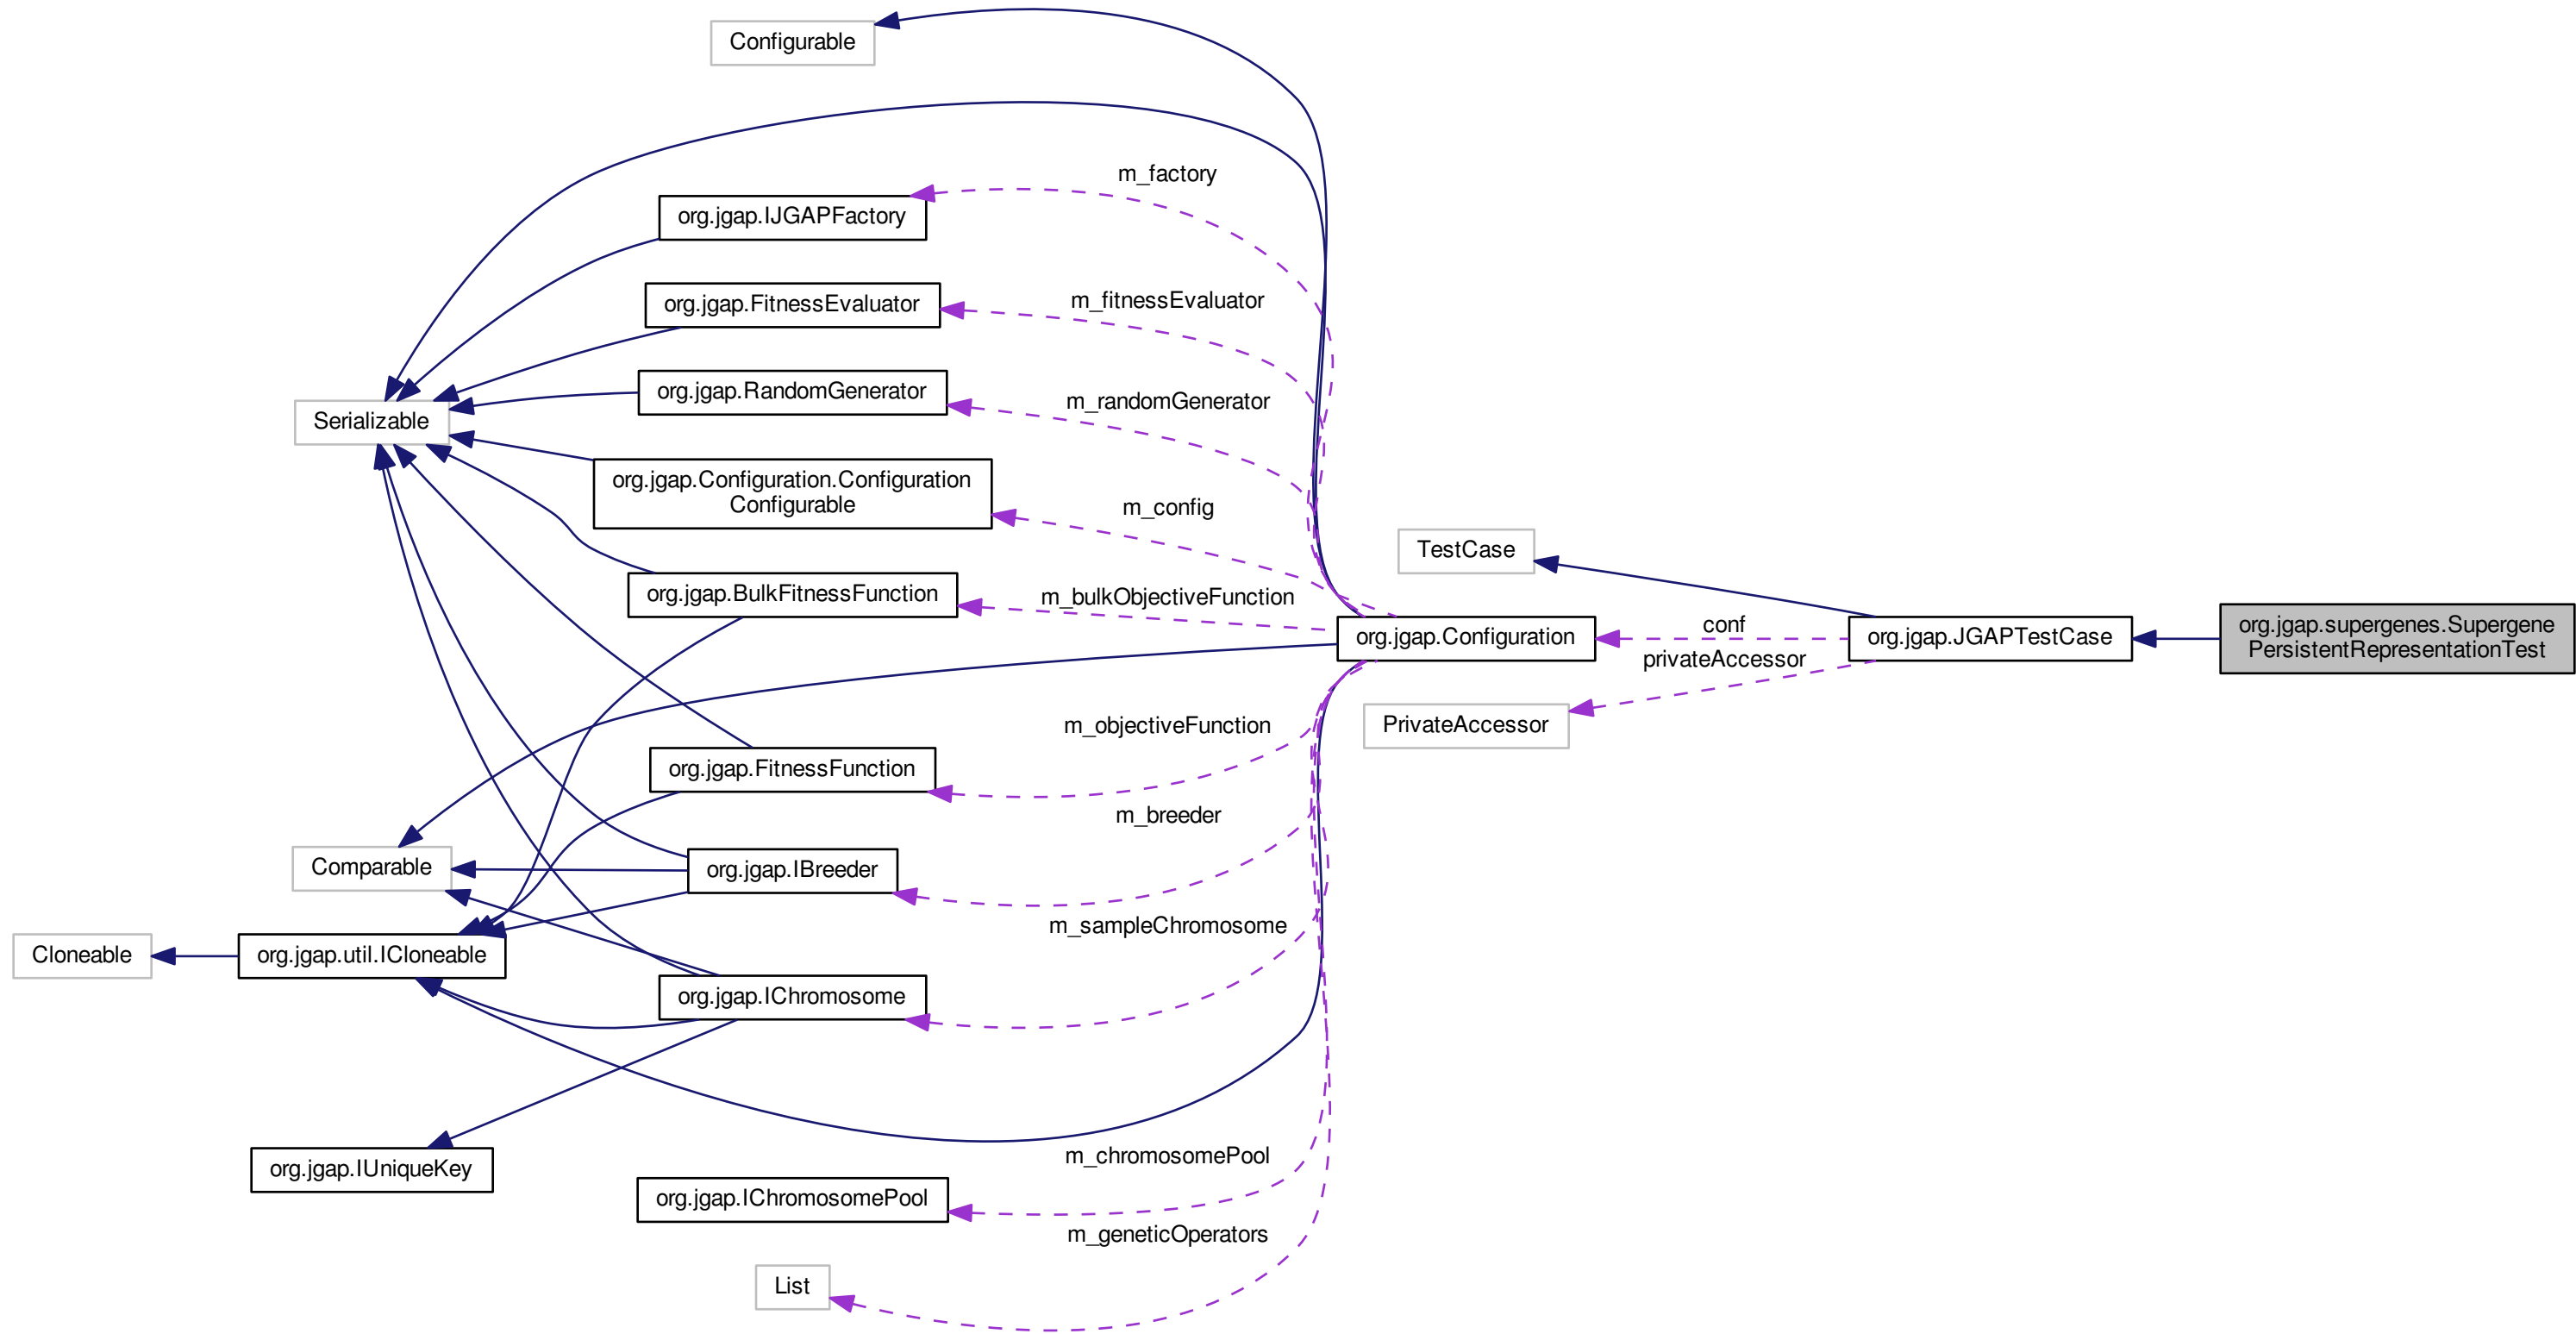 Configurable
m_factory
org.jgap.IJGAPFactory
m_fitnessEvaluator
org.jgap.FitnessEvaluator
org.jgap.RandomGenerator
m_randomGenerator
Serializable
org.jgap.Configuration.Configuration
Configurable
m_config
TestCase
org.jgap.BulkFitnessFunction
m_bulkObjectiveFunction
org.jgap.Configuration
conf
privateAccessor
org.jgap.JGAPTestCase
org.jgap.supergenes.Supergene
PersistentRepresentationTest
PrivateAccessor
m_objectiveFunction
org.jgap.FitnessFunction
m_breeder
Comparable
org.jgap.IBreeder
m_sampleChromosome
Cloneable
org.jgap.util.ICloneable
org.jgap.IChromosome
m_chromosomePool
org.jgap.IUniqueKey
org.jgap.IChromosomePool
m_geneticOperators
List